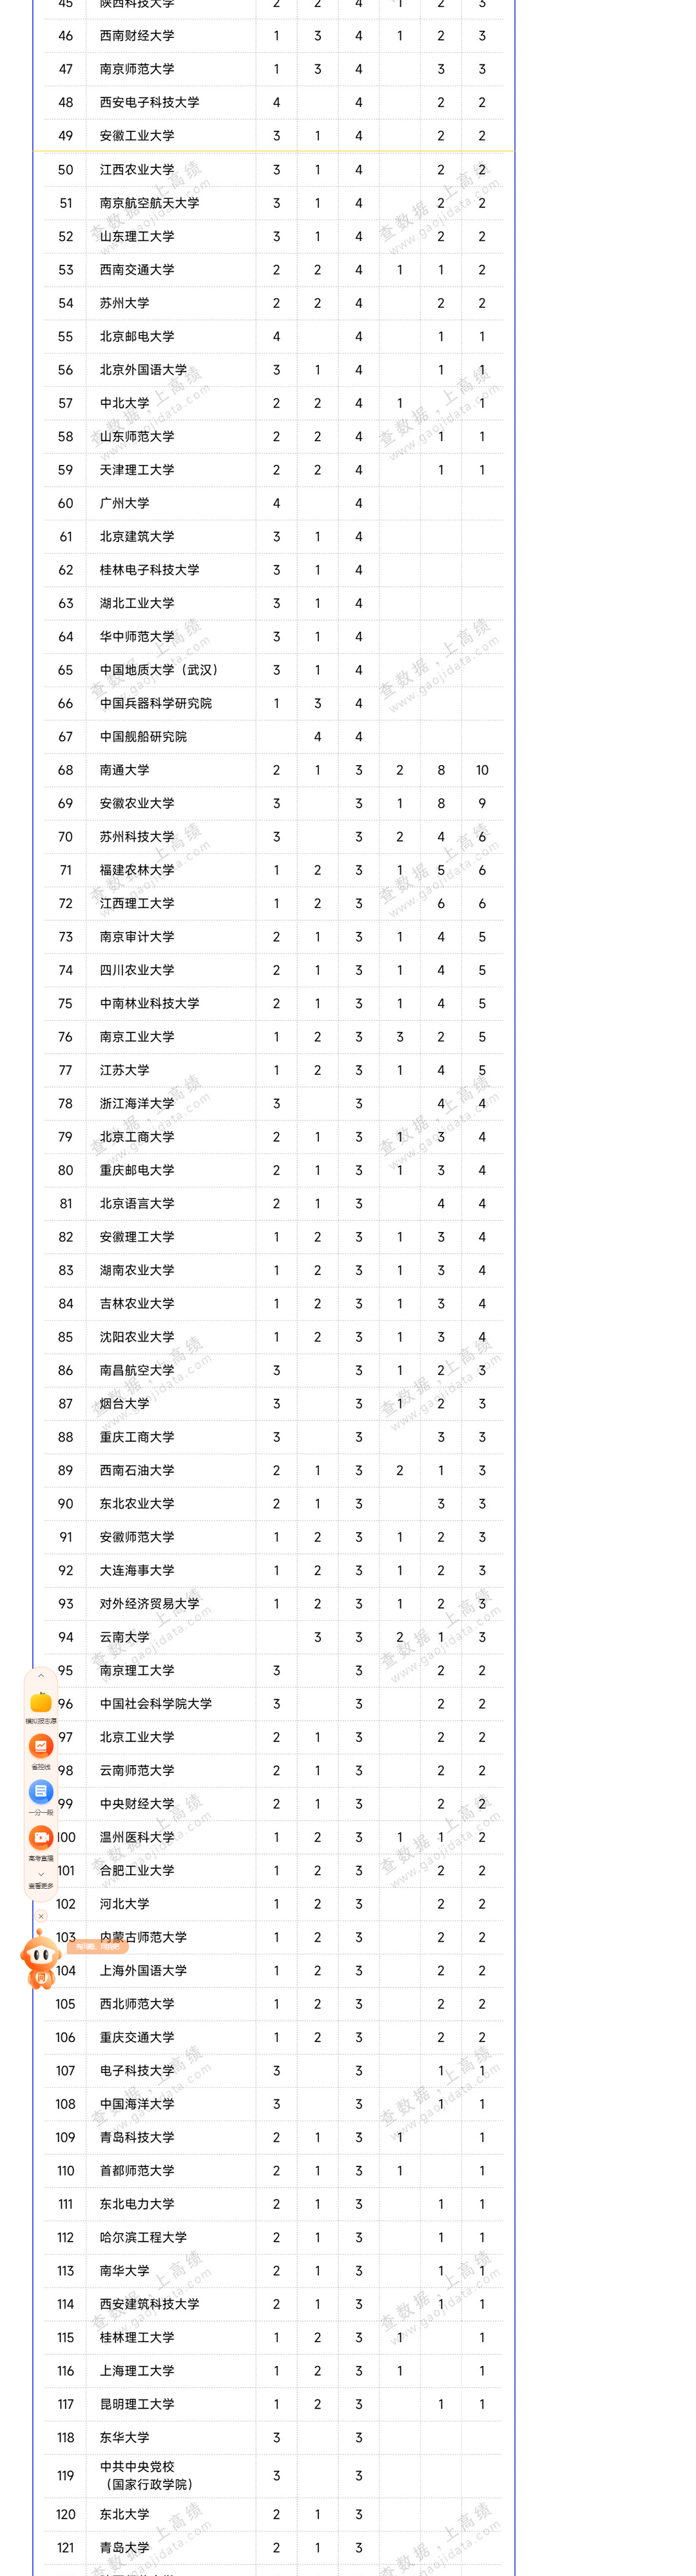 45 陕西科技大学 2 2 4 1 2 3
46 西南财经大学 1 3 4 1 2 3
47 南京师范大学 1 3 4 3 3
48 西安电子科技大学 4 4 2 2
49 安徽工业大学 3 1 4 2 2
50 江西农业大学 3 1 4 2 2
51 南京航空航天大学 3 1 4 2 2
52 山东理工大学 3 1 4 2 2
53 西南交通大学 2 2 4 1 1 2
54 苏州大学 2 2 4 2 2
55 北京邮电大学 4 4 1 1
56 北京外国语大学 3 1 4 1 1
57 中北大学 2 2 4 1 1
58 山东师范大学 2 2 4 1 1
59 天津理工大学 2 2 4 1 1
60 广州大学 4 4
61 北京建筑大学 3 1 4
62 桂林电子科技大学 3 1 4
63 湖北工业大学 3 1 4
64 华中师范大学 3 1 4
65 中国地质大学（武汉） 3 1 4
66 中国兵器科学研究院 1 3 4
67 中国舰船研究院 4 4
68 南通大学 2 1 3 2 8 10
69 安徽农业大学 3 3 1 8 9
70 苏州科技大学 3 3 2 4 6
71 福建农林大学 1 2 3 1 5 6
72 江西理工大学 1 2 3 6 6
73 南京审计大学 2 1 3 1 4 5
74 四川农业大学 2 1 3 1 4 5
75 中南林业科技大学 2 1 3 1 4 5
76 南京工业大学 1 2 3 3 2 5
77 江苏大学 1 2 3 1 4 5
78 浙江海洋大学 3 3 4 4
79 北京工商大学 2 1 3 1 3 4
80 重庆邮电大学 2 1 3 1 3 4
81 北京语言大学 2 1 3 4 4
82 安徽理工大学 1 2 3 1 3 4
83 湖南农业大学 1 2 3 1 3 4
84 吉林农业大学 1 2 3 1 3 4
85 沈阳农业大学 1 2 3 1 3 4
86 南昌航空大学 3 3 1 2 3
87 烟台大学 3 3 1 2 3
88 重庆工商大学 3 3 3 3
89 西南石油大学 2 1 3 2 1 3
90 东北农业大学 2 1 3 3 3
91 安徽师范大学 1 2 3 1 2 3
92 大连海事大学 1 2 3 1 2 3
93 对外经济贸易大学 1 2 3 1 2 3
94 云南大学 3 3 2 1 3
95 南京理工大学 3 3 2 2
96 中国社会科学院大学 3 3 2 2
模拟报志愿
97 北京工业大学 2 1 3 2 2
省控线
98 云南师范大学 2 1 3 2 2
99 中央财经大学 2 1 3 2 2
一分一段
100 温州医科大学 1 2 3 1 1 2
高考直播
101 合肥工业大学 1 2 3 2 2
查看更多
102 河北大学 1 2 3 2 2
103 内蒙古师范大学 1 2 3 2 2
有问题，问我吧
104 上海外国语大学 1 2 3 2 2
问
105 西北师范大学 1 2 3 2 2
106 重庆交通大学 1 2 3 2 2
107 电子科技大学 3 3 1 1
108 中国海洋大学 3 3 1 1
109 青岛科技大学 2 1 3 1 1
110 首都师范大学 2 1 3 1 1
111 东北电力大学 2 1 3 1 1
112 哈尔滨工程大学 2 1 3 1 1
113 南华大学 2 1 3 1 1
114 西安建筑科技大学 2 1 3 1 1
115 桂林理工大学 1 2 3 1 1
116 上海理工大学 1 2 3 1 1
117 昆明理工大学 1 2 3 1 1
118 东华大学 3 3
119 中共中央党校
（国家行政学院） 3 3
120 东北大学 2 1 3
121 青岛大学 2 1 3
查数据，上高绩
www.gaojidata.com